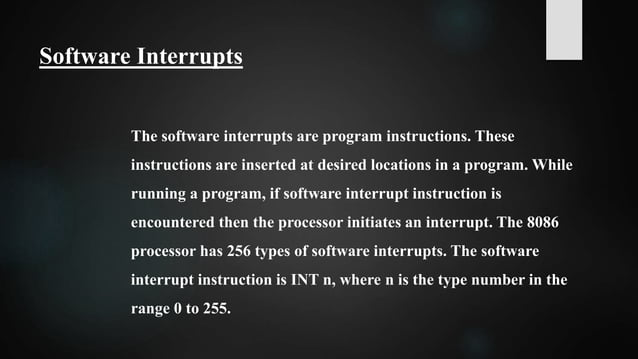 Software Interrupts
The software interrupts are program instructions. These
instructions are inserted at desired locations in a program. While
running a program, if software interrupt instruction is
encountered then the processor initiates an interrupt. The 8086
processor has 256 types of software interrupts. The software
interrupt instruction is INT n, where n is the type number in the
range 0 to 255.